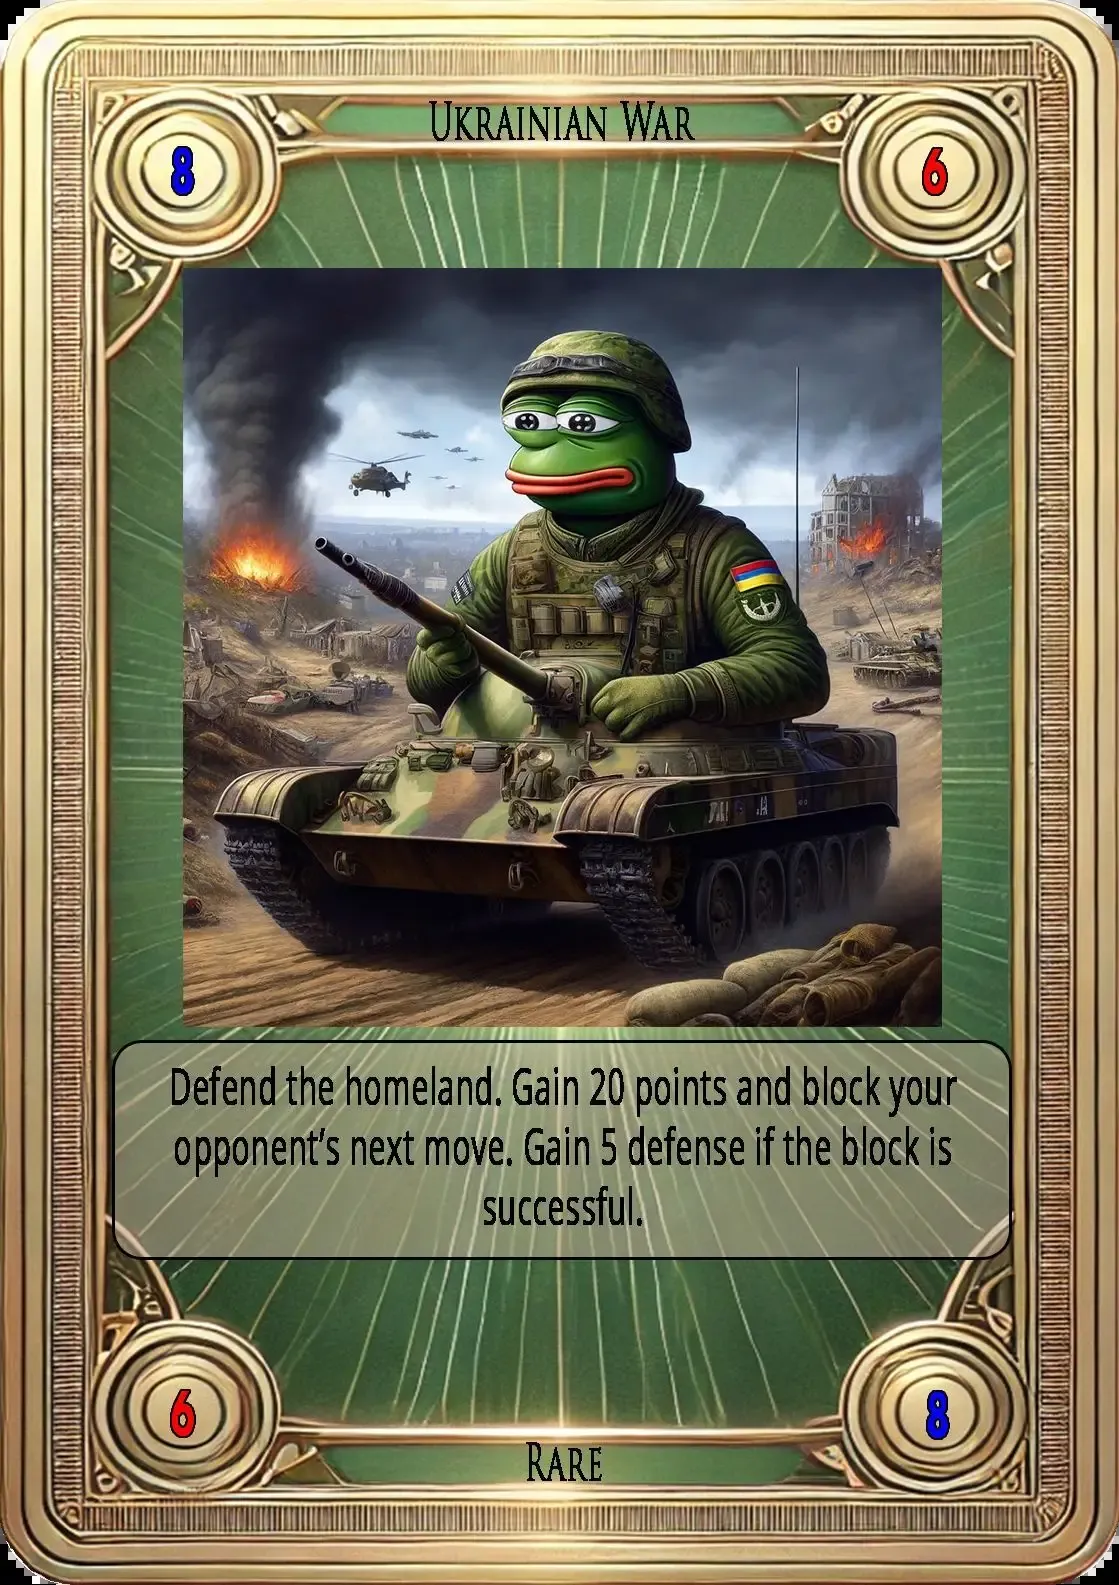 Ukrainian War
8
6
Defend the homeland. Gain 20 points and block your
opponent’s next move. Gain 5 defense if the block is
successful.
6
8
Rare